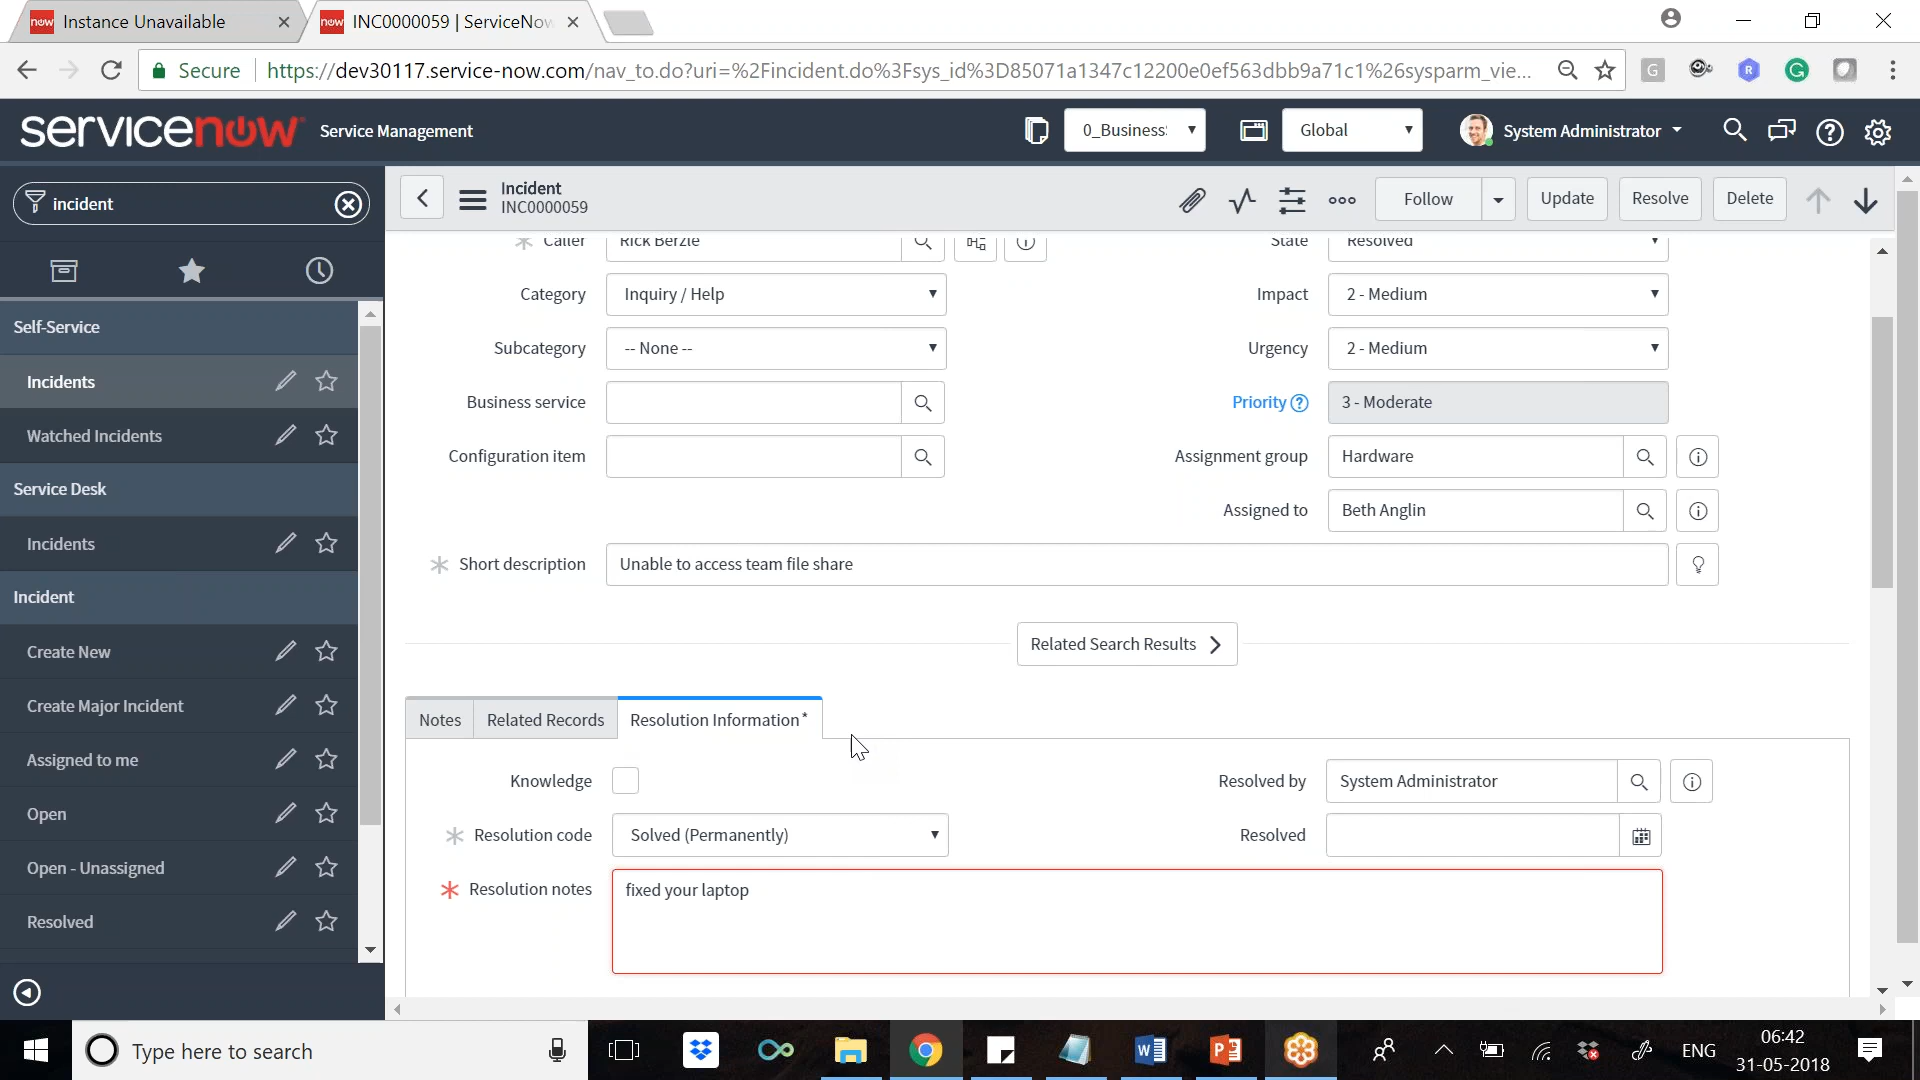 now Instance Unavailable
now INC0000059 | ServiceNow
Secure https://dev30117.service-now.com/nav_to.do?uri=%2Fincident.do%3Fsys_id%3D85071a1347c12200e0ef563dbb9a71c1%26sysparm_vie... G R G
servicenow Service Management 0_Business: Global System Administrator
incident
Incident
INC0000059
Follow Update Resolve Delete
Caller Rick Berzle State Resolved
Category Inquiry / Help Impact 2 - Medium
Subcategory -- None -- Urgency 2 - Medium
Business service Priority 3 - Moderate
Configuration item Assignment group Hardware
Assigned to Beth Anglin
Short description Unable to access team file share
Related Search Results
Notes Related Records Resolution Information*
Knowledge Resolved by System Administrator
Resolution code Solved (Permanently) Resolved
Resolution notes fixed your laptop
Self-Service
Incidents
Watched Incidents
Service Desk
Incidents
Incident
Create New
Create Major Incident
Assigned to me
Open
Open - Unassigned
Resolved
Type here to search ENG 06:42
31-05-2018